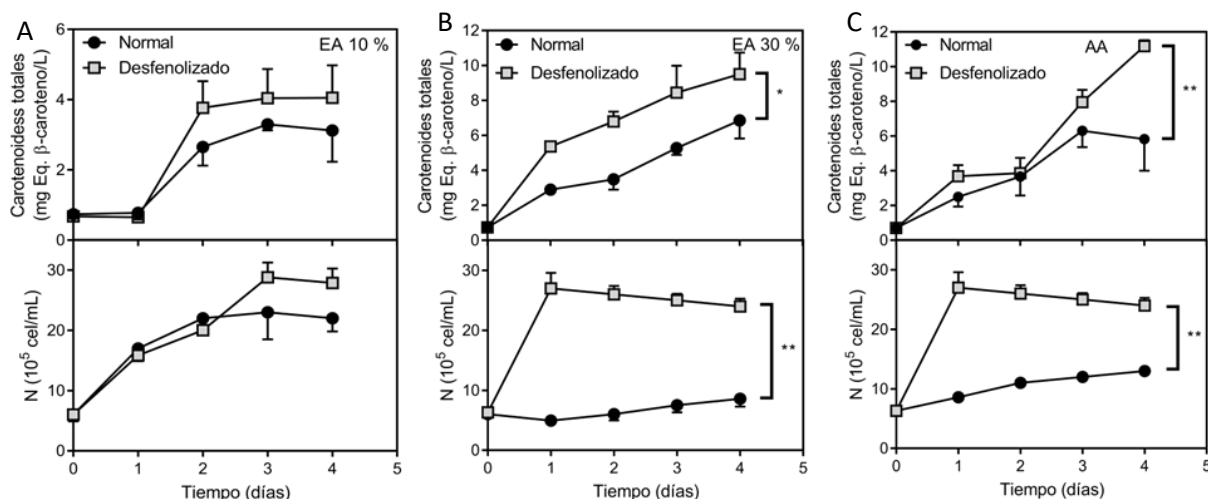 A
Carotenoidess totales
(mg Eq. β-caroteno/L)
6
4
2
0
Normal
Desfenolizado
EA 10 %
N (10⁵ cel/mL)
30
20
10
0
0 1 2 3 4 5
Tiempo (días)
B
Carotenoides totales
(mg Eq. β-caroteno/L)
12
10
8
6
4
2
0
Normal
Desfenolizado
EA 30 %
*
N (10⁵ cel/mL)
30
20
10
0
**
0 1 2 3 4 5
Tiempo (días)
C
Carotenoides totales
(mg Eq. β-caroteno/L)
12
10
8
6
4
2
0
Normal
Desfenolizado
AA
**
N (10⁵ cel/mL)
30
20
10
0
**
0 1 2 3 4 5
Tiempo (días)